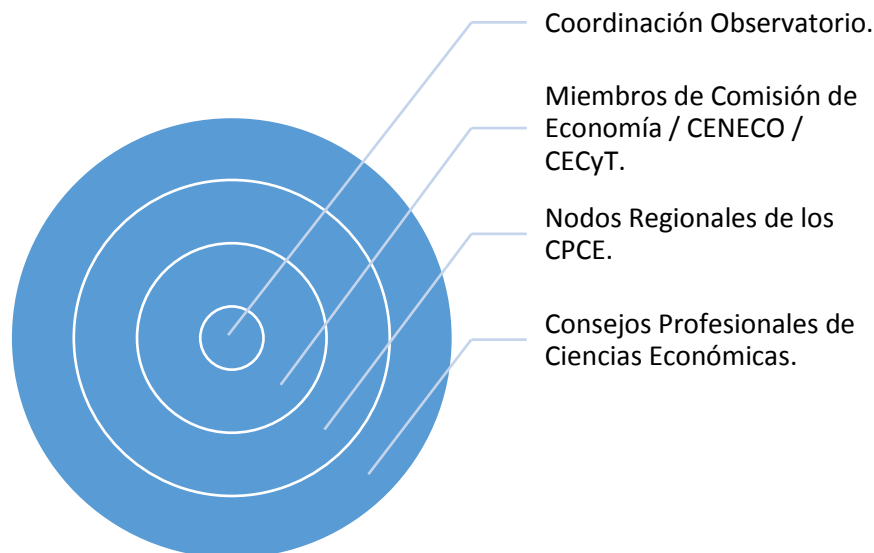 Coordinación Observatorio.
Miembros de Comisión de
Economía / CENECO /
CECyT.
Nodos Regionales de los
CPCE.
Consejos Profesionales de
Ciencias Económicas.